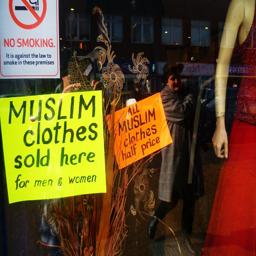 NO SMOKING.
It is against the law to
smoke in these premises
MUSLIM
clothes
sold here
for men & women
ALL
MUSLIM
clothes
half price